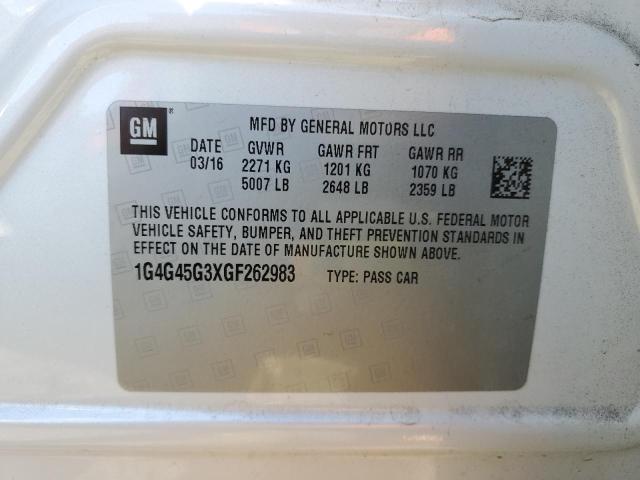 GM
®
MFD BY GENERAL MOTORS LLC
DATE GVWR GAWR FRT GAWR RR
03/16 2271 KG 1201 KG 1070 KG
5007 LB 2648 LB 2359 LB
THIS VEHICLE CONFORMS TO ALL APPLICABLE U.S. FEDERAL MOTOR
VEHICLE SAFETY, BUMPER, AND THEFT PREVENTION STANDARDS IN
EFFECT ON THE DATE OF MANUFACTURE SHOWN ABOVE.
1G4G45G3XGF262983 TYPE: PASS CAR